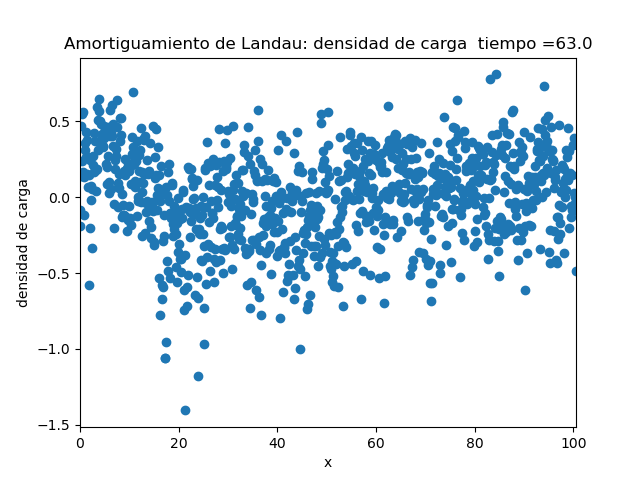 Amortiguamiento de Landau: densidad de carga  tiempo =63.0
densidad de carga
0.5
0.0
−0.5
−1.0
−1.5
0 20 40 60 80 100
x